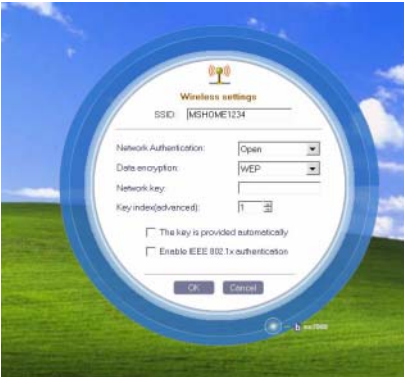 Wireless settings
SSID: MSHOME1234
Network Authentication: Open
Data encryption: WEP
Network key:
Key index(advanced): 1
The key is provided automatically
Enable IEEE 802.1x authentication
OK Cancel